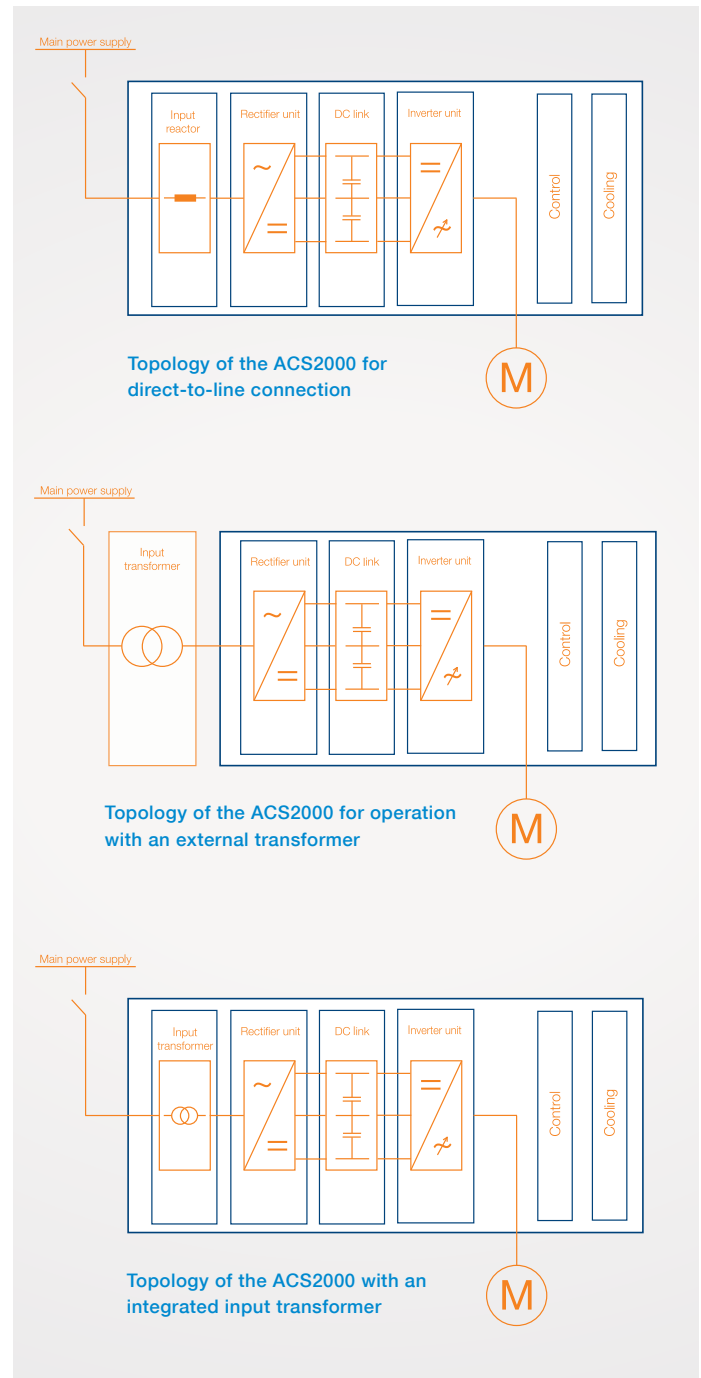 Main power supply
Input
reactor
Rectifier unit
DC link
Inverter unit
Control
Cooling
M
Topology of the ACS2000 for
direct-to-line connection
Main power supply
Input
transformer
Rectifier unit
DC link
Inverter unit
Control
Cooling
M
Topology of the ACS2000 for operation
with an external transformer
Main power supply
Input
transformer
Rectifier unit
DC link
Inverter unit
Control
Cooling
M
Topology of the ACS2000 with an
integrated input transformer